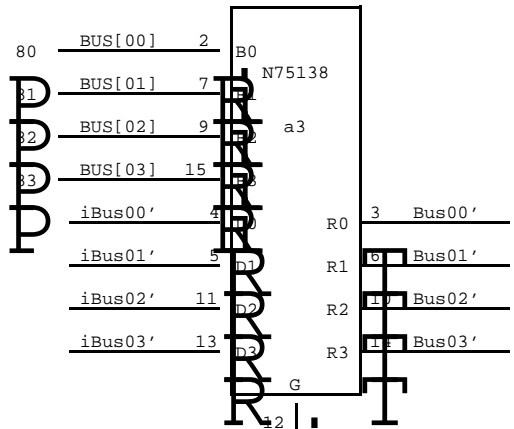 80 BUS[00] 2 B0
N75138
BUS[01] 7
a3
BUS[02] 9
BUS[03] 15
iBus00' 4 R0 3 Bus00'
iBus01' 5 D1 R1 6 Bus01'
iBus02' 11 D2 R2 10 Bus02'
iBus03' 13 D3 R3 14 Bus03'
G
12